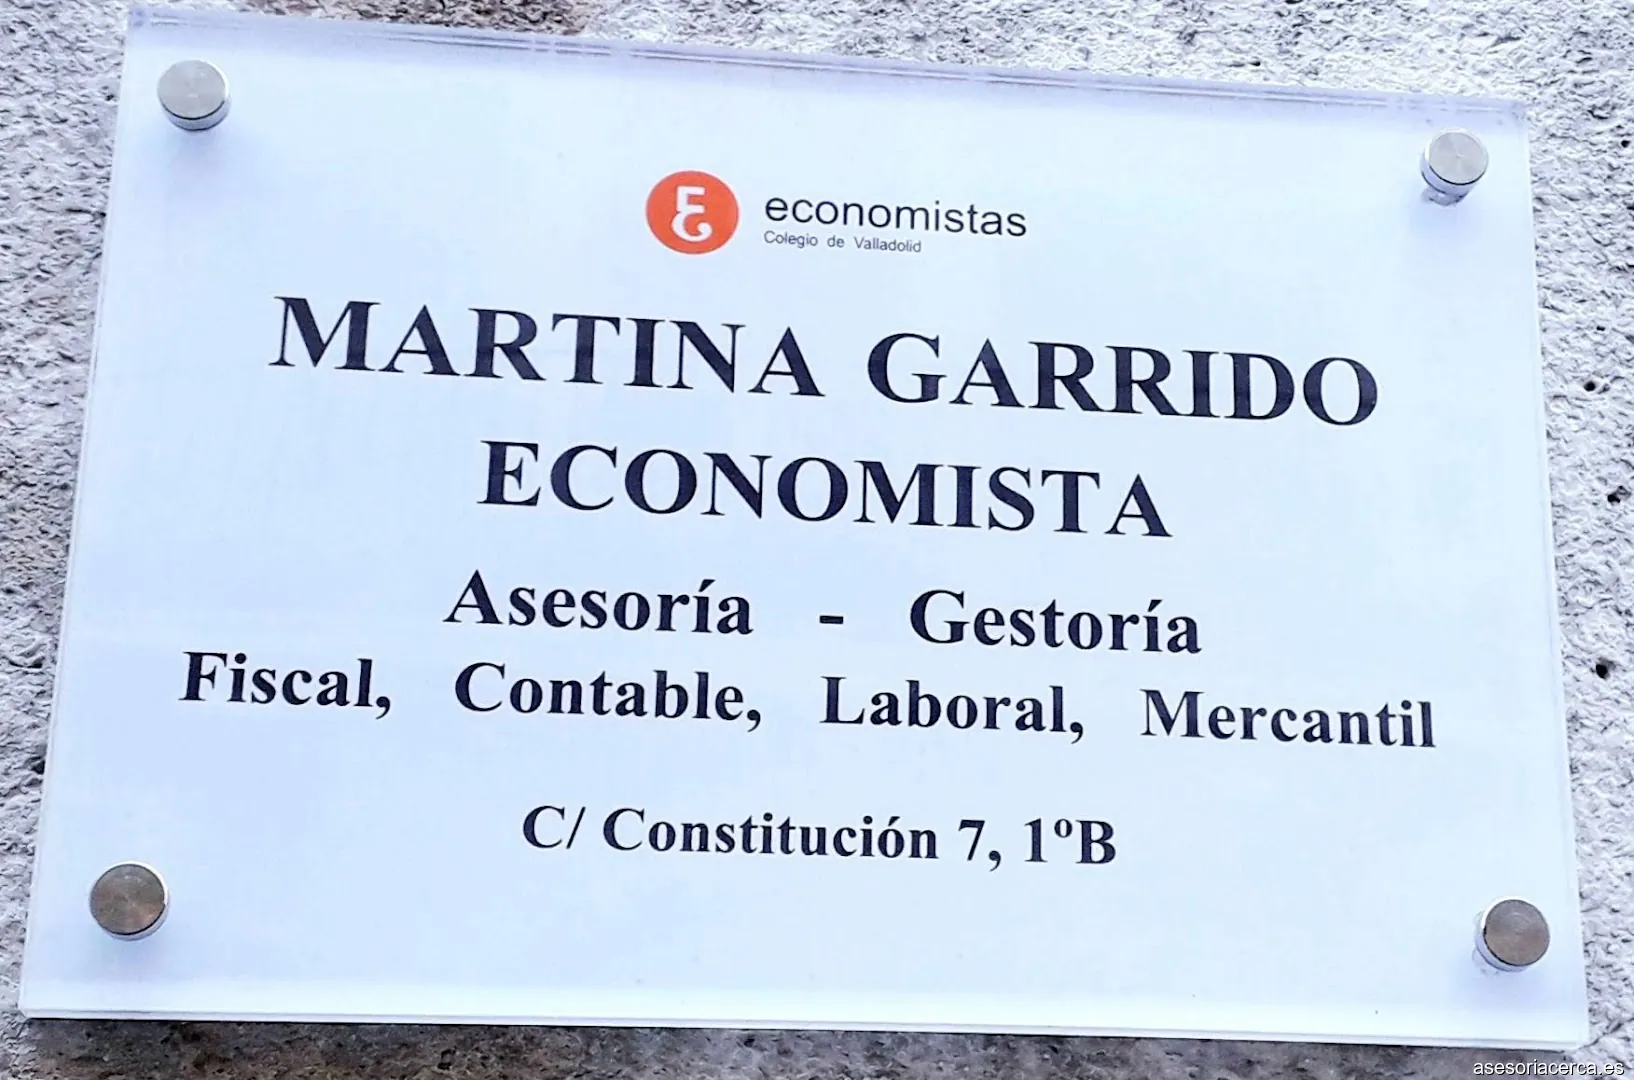 economistas
Colegio de Valladolid
MARTINA GARRIDO
ECONOMISTA
Asesoría - Gestoría
Fiscal, Contable, Laboral, Mercantil
C/ Constitución 7, 1ºB
asesoriacerca.es